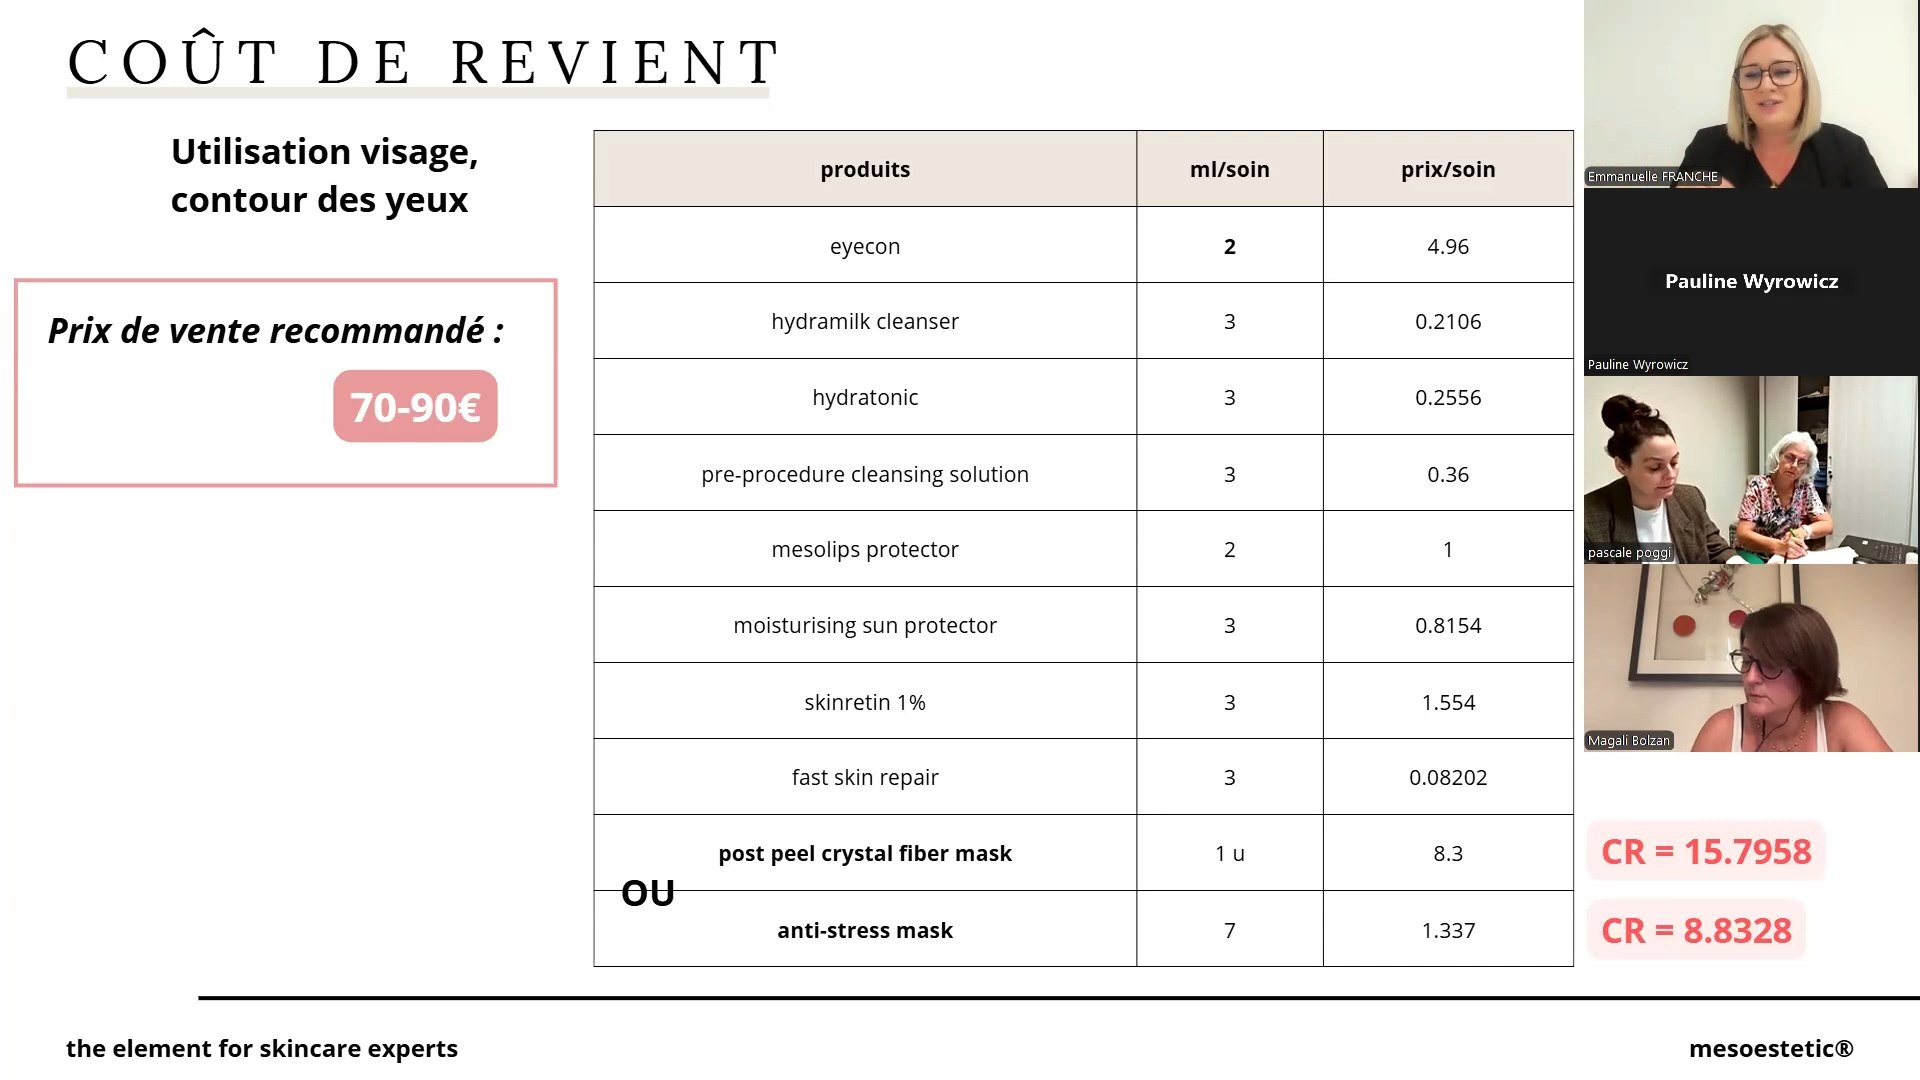 COÛT DE REVIENT
Utilisation visage,
contour des yeux
Prix de vente recommandé :
70-90€
produits ml/soin prix/soin
eyecon 2 4.96
hydramilk cleanser 3 0.2106
hydratonic 3 0.2556
pre-procedure cleansing solution 3 0.36
mesolips protector 2 1
moisturising sun protector 3 0.8154
skinretin 1% 3 1.554
fast skin repair 3 0.08202
post peel crystal fiber mask 1 u 8.3
OU
anti-stress mask 7 1.337
CR = 15.7958
CR = 8.8328
Emmanuelle FRANCHE
Pauline Wyrowicz
Pauline Wyrowicz
pascale poggi
Magali Bolzan
the element for skincare experts
mesoestetic®